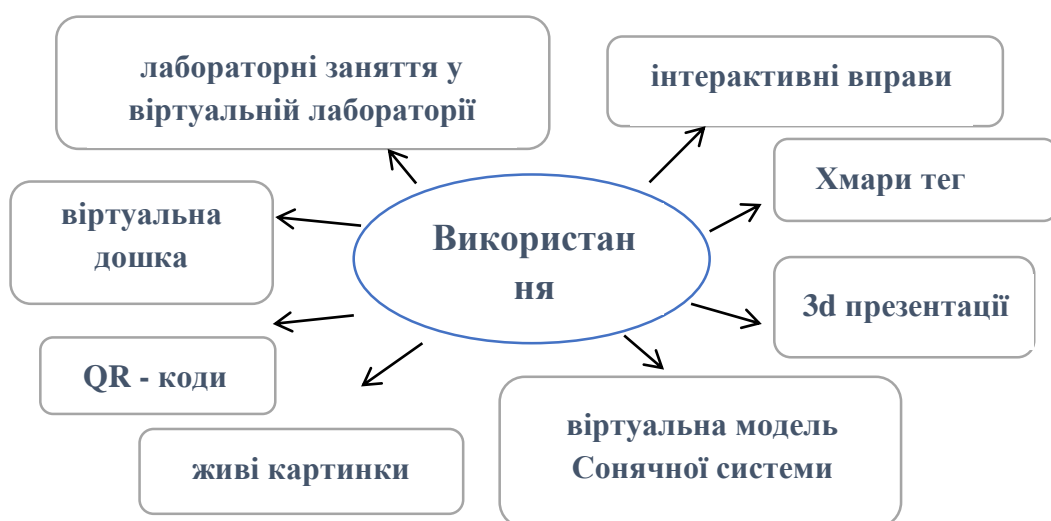 лабораторні заняття у
віртуальній лабораторії
інтерактивні вправи
Хмари тег
віртуальна
дошка
Використан
ня
3d презентації
QR - коди
віртуальна модель
Сонячної системи
живі картинки